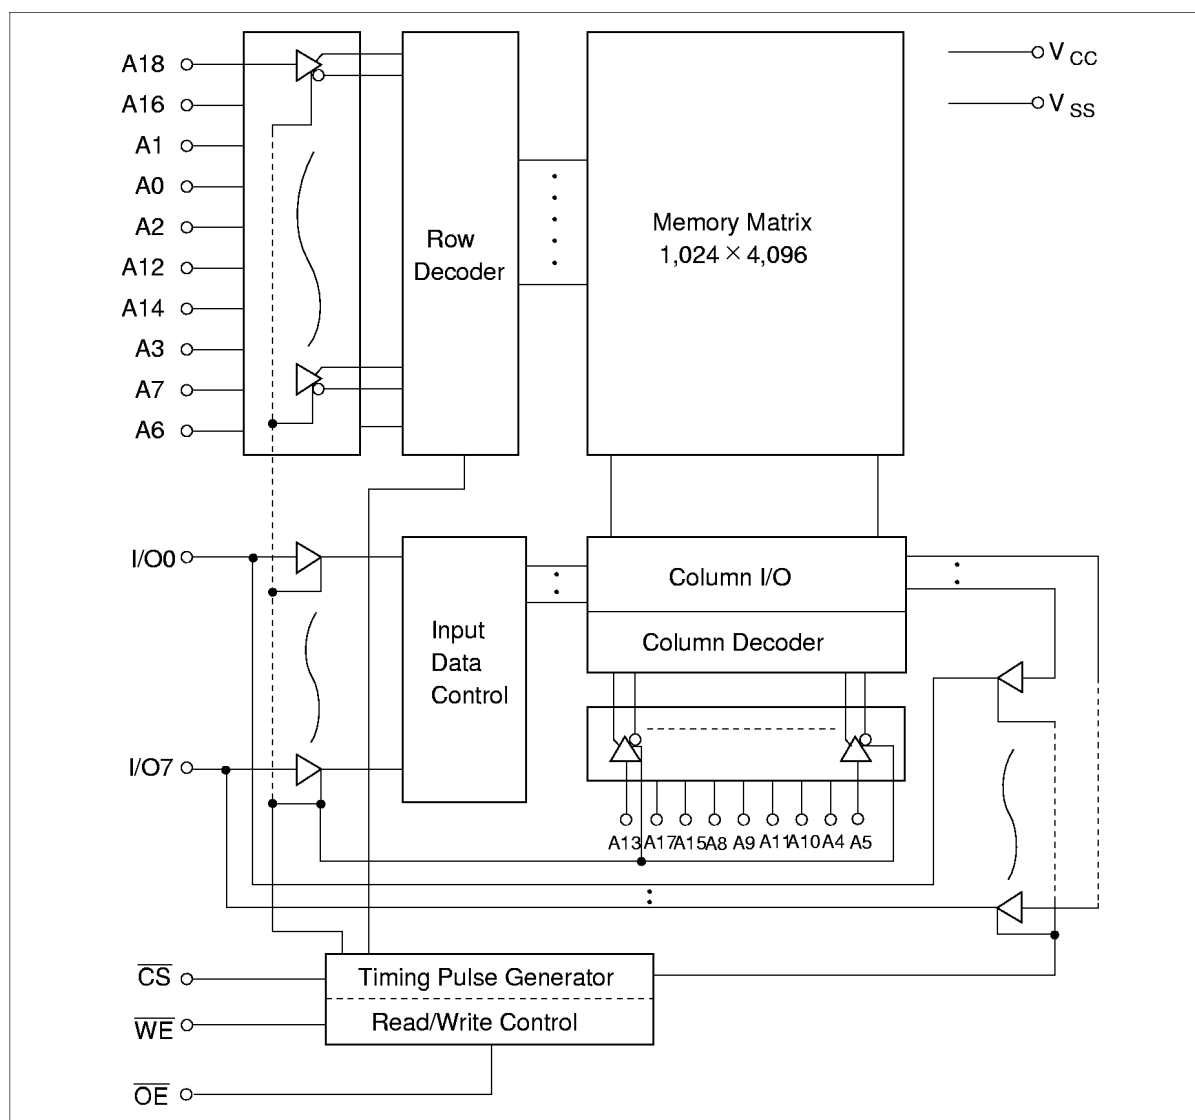 A18
A16
A1
A0
A2
A12
A14
A3
A7
A6
Row
Decoder
Memory Matrix
1,024 × 4,096
VCC
VSS
I/O0
I/O7
Input
Data
Control
Column I/O
Column Decoder
A13 A17 A15 A8 A9 A11 A10 A4 A5
CS
WE
OE
Timing Pulse Generator
Read/Write Control